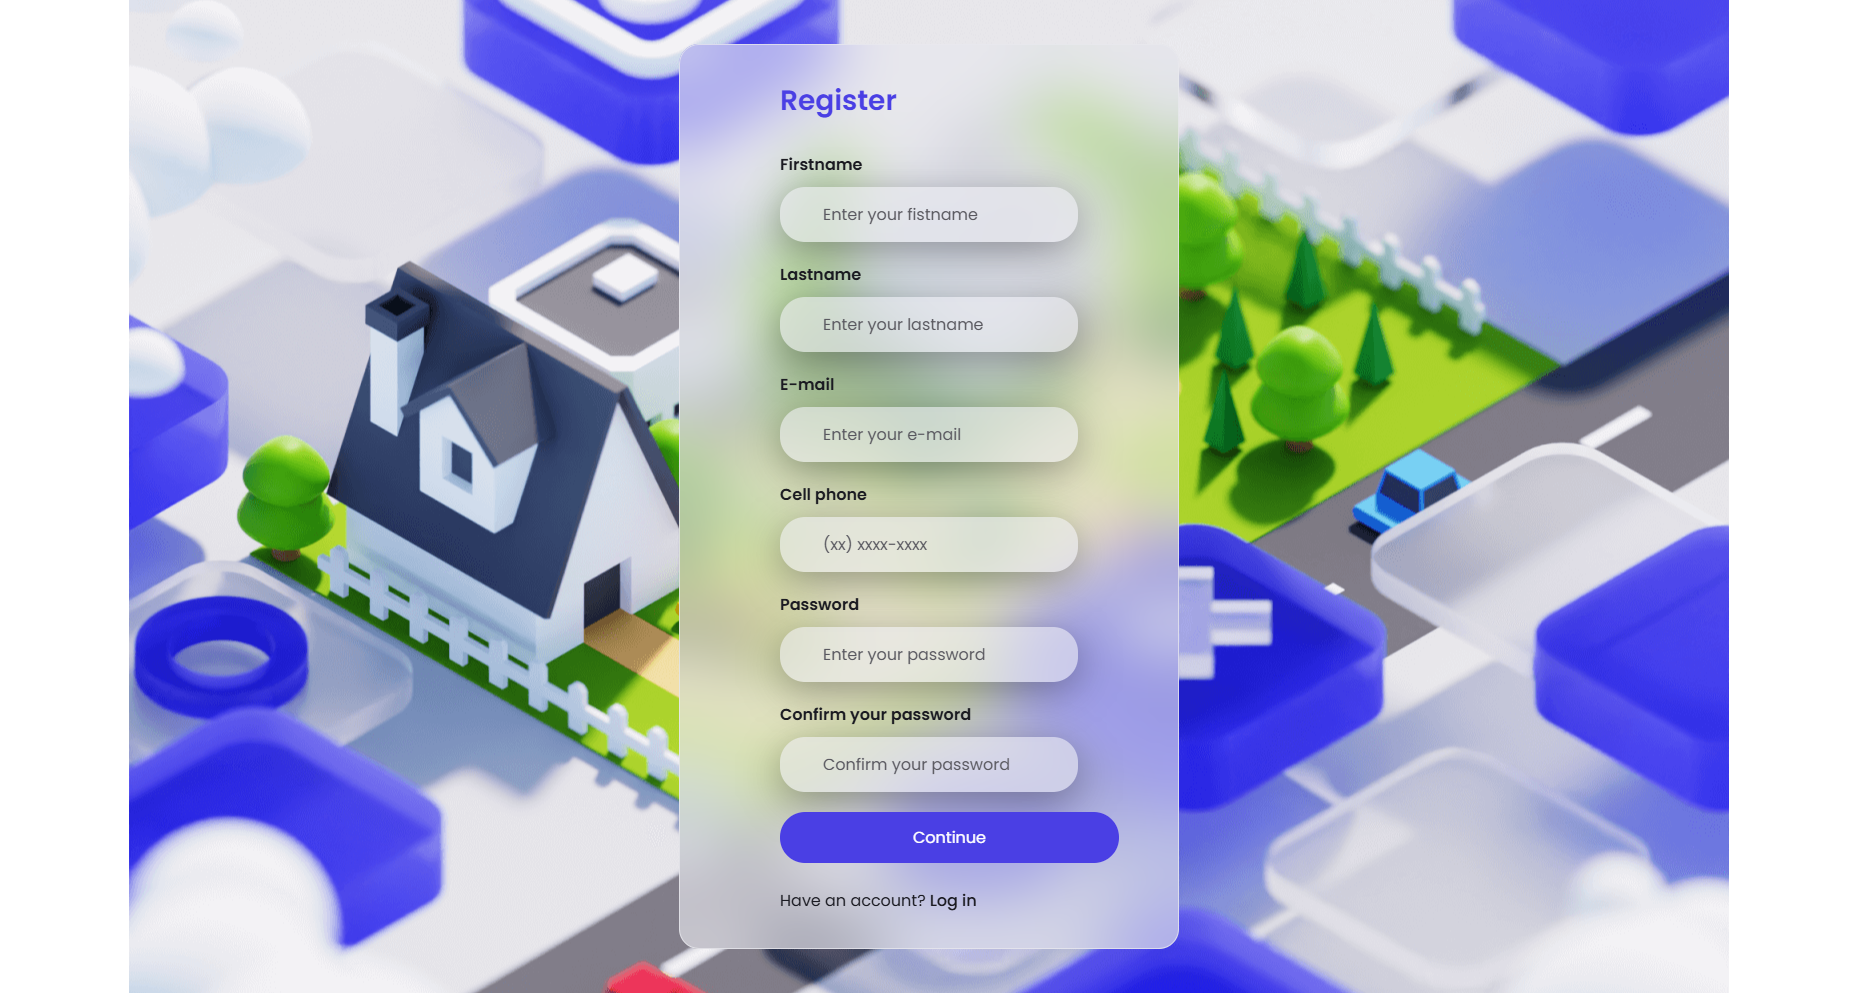 Register
Firstname
Enter your fistname
Lastname
Enter your lastname
E-mail
Enter your e-mail
Cell phone
(xx) xxxx-xxxx
Password
Enter your password
Confirm your password
Confirm your password
Continue
Have an account? Log in